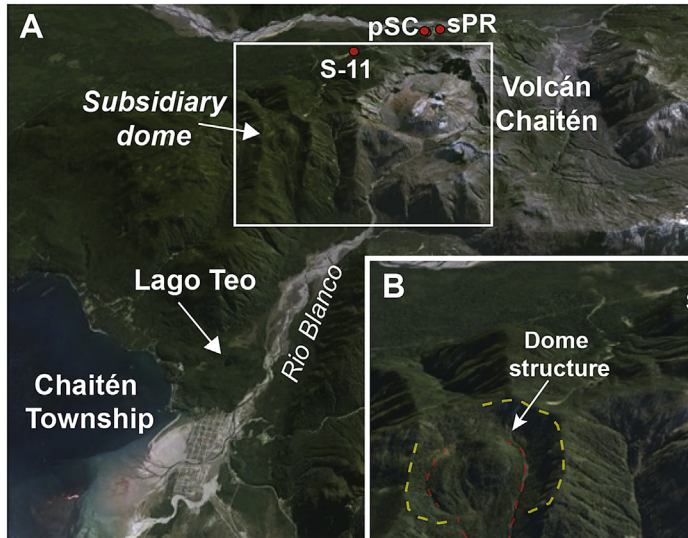 A
pSC
sPR
S-11
Volcán
Chaitén
Subsidiary
dome
Lago Teo
Rio Blanco
Chaitén
Township
B
Dome
structure